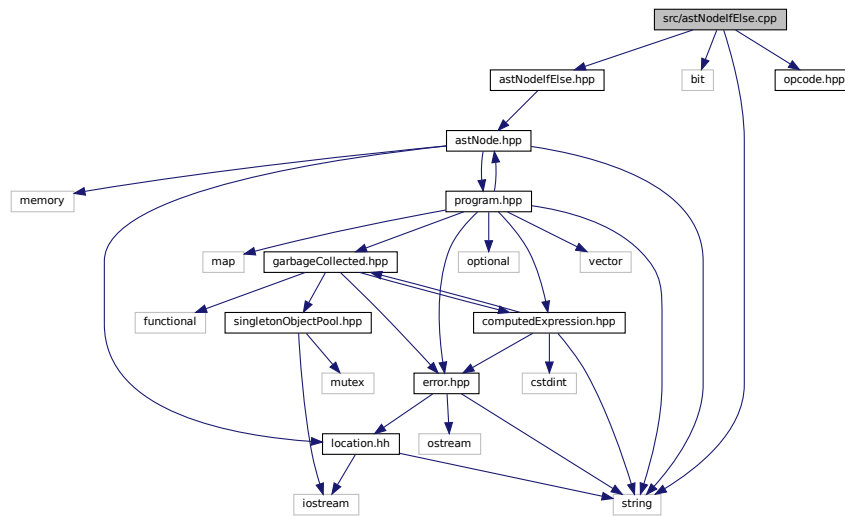 src/astNodeIfElse.cpp
astNodeIfElse.hpp
bit
opcode.hpp
astNode.hpp
memory
program.hpp
map
garbageCollected.hpp
optional
vector
functional
singletonObjectPool.hpp
computedExpression.hpp
mutex
error.hpp
cstdint
location.hh
ostream
iostream
string